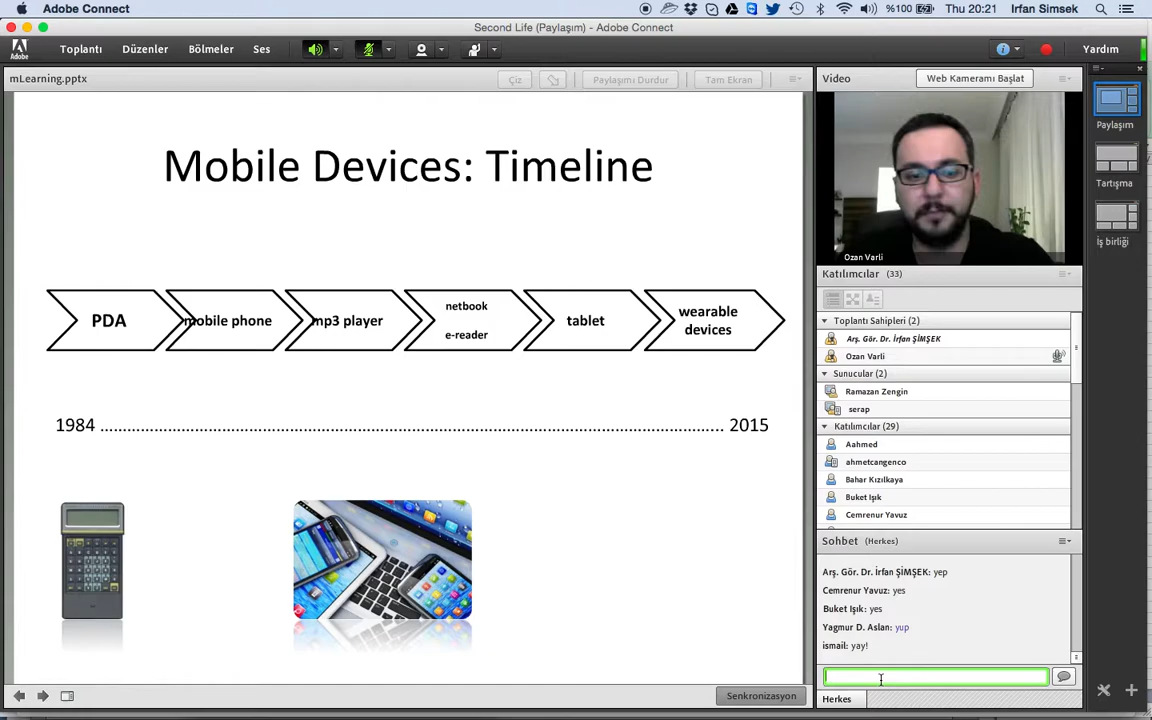 Adobe Connect
%100
Thu 20:21
Irfan Simsek
Second Life (Paylaşım) - Adobe Connect
Adobe
Toplantı
Düzenler
Bölmeler
Ses
Yardım
mLearning.pptx
Çiz
Paylaşımı Durdur
Tam Ekran
Video
Web Kameramı Başlat
Paylaşım
Tartışma
İş birliği
Mobile Devices: Timeline
PDA
mobile phone
mp3 player
netbook
e-reader
tablet
wearable
devices
1984 ........................................................................................................................ 2015
Senkronizasyon
Ozan Varli
Katılımcılar (33)
Toplantı Sahipleri (2)
Arş. Gör. Dr. İrfan ŞİMŞEK
Ozan Varli
Sunucular (2)
Ramazan Zengin
serap
Katılımcılar (29)
Aahmed
ahmetcangenco
Bahar Kızılkaya
Buket Işık
Cemrenur Yavuz
Sohbet (Herkes)
Arş. Gör. Dr. İrfan ŞİMŞEK: yep
Cemrenur Yavuz: yes
Buket Işık: yes
Yagmur D. Aslan: yup
ismail: yay!
Herkes